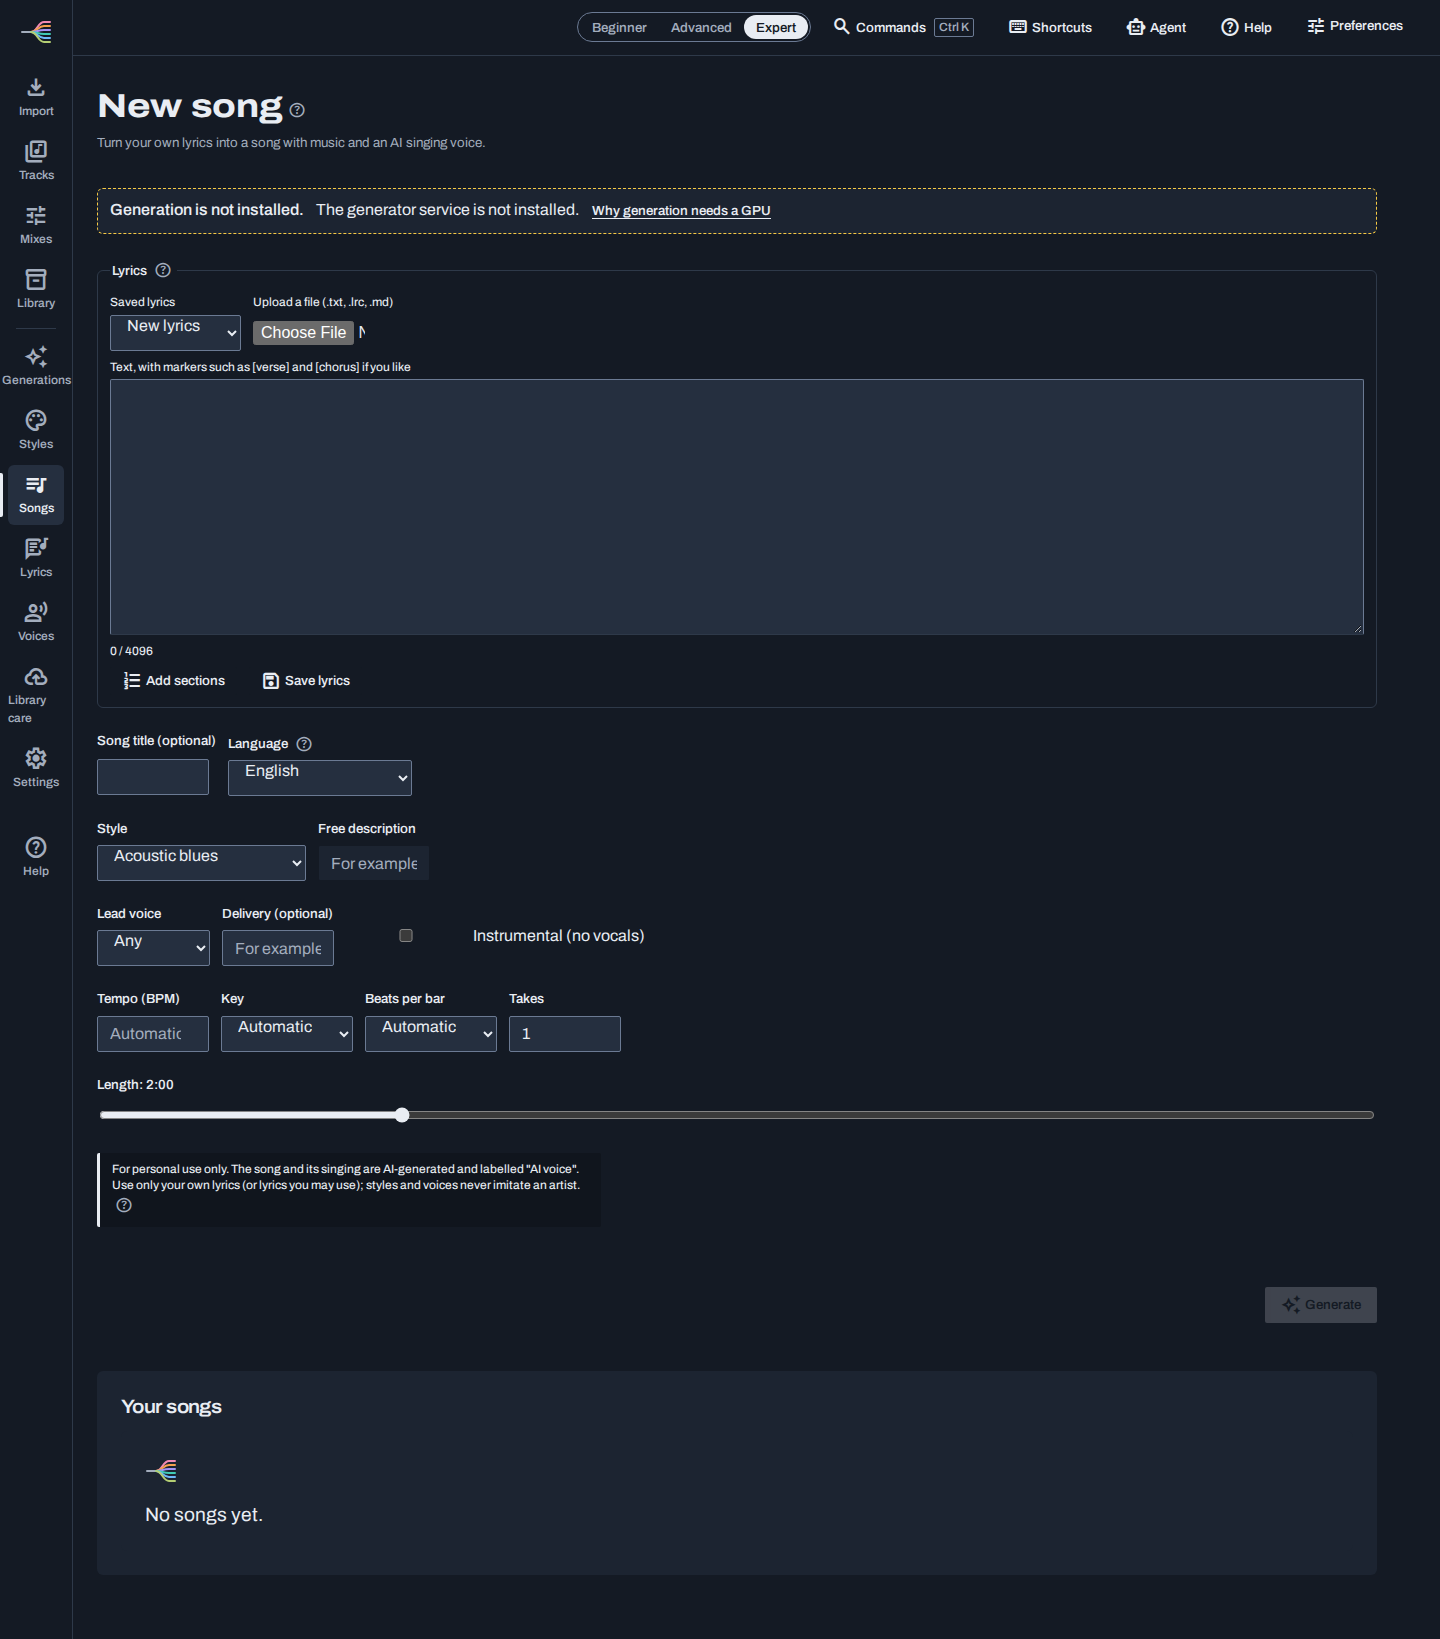 Beginner
Advanced
Expert
Commands
Ctrl K
Shortcuts
Agent
Help
Preferences
Import
Tracks
Mixes
Library
Generations
Styles
Songs
Lyrics
Voices
Library care
Settings
Help
New song
Turn your own lyrics into a song with music and an AI singing voice.
Generation is not installed. The generator service is not installed. Why generation needs a GPU
Lyrics
Saved lyrics
Upload a file (.txt, .lrc, .md)
New lyrics
Choose File
Text, with markers such as [verse] and [chorus] if you like
0 / 4096
Add sections
Save lyrics
Song title (optional)
Language
English
Style
Free description
Acoustic blues
For example
Lead voice
Delivery (optional)
Any
For example
Instrumental (no vocals)
Tempo (BPM)
Key
Beats per bar
Takes
Automatic
Automatic
Automatic
1
Length: 2:00
For personal use only. The song and its singing are AI-generated and labelled "AI voice".
Use only your own lyrics (or lyrics you may use); styles and voices never imitate an artist.
Generate
Your songs
No songs yet.